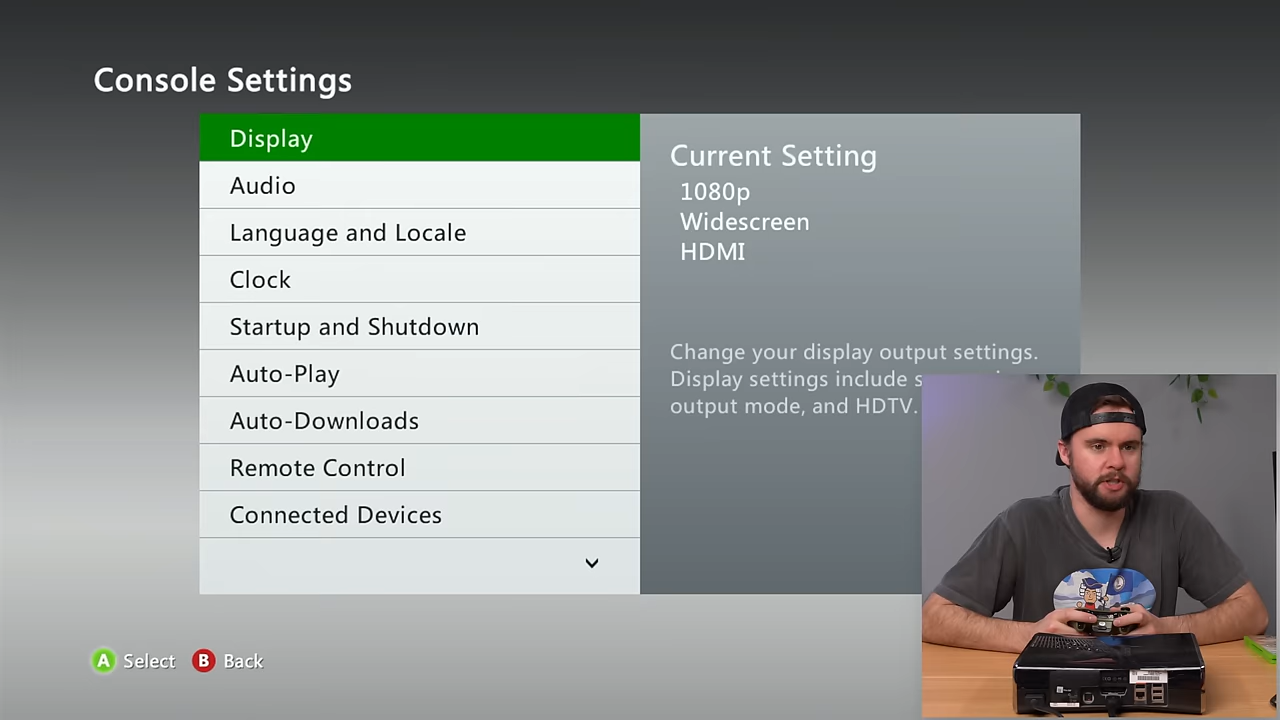 Console Settings
Display
Audio
Language and Locale
Clock
Startup and Shutdown
Auto-Play
Auto-Downloads
Remote Control
Connected Devices
Current Setting
1080p
Widescreen
HDMI
Change your display output settings.
Display settings include
output mode, and HDTV.
A Select B Back